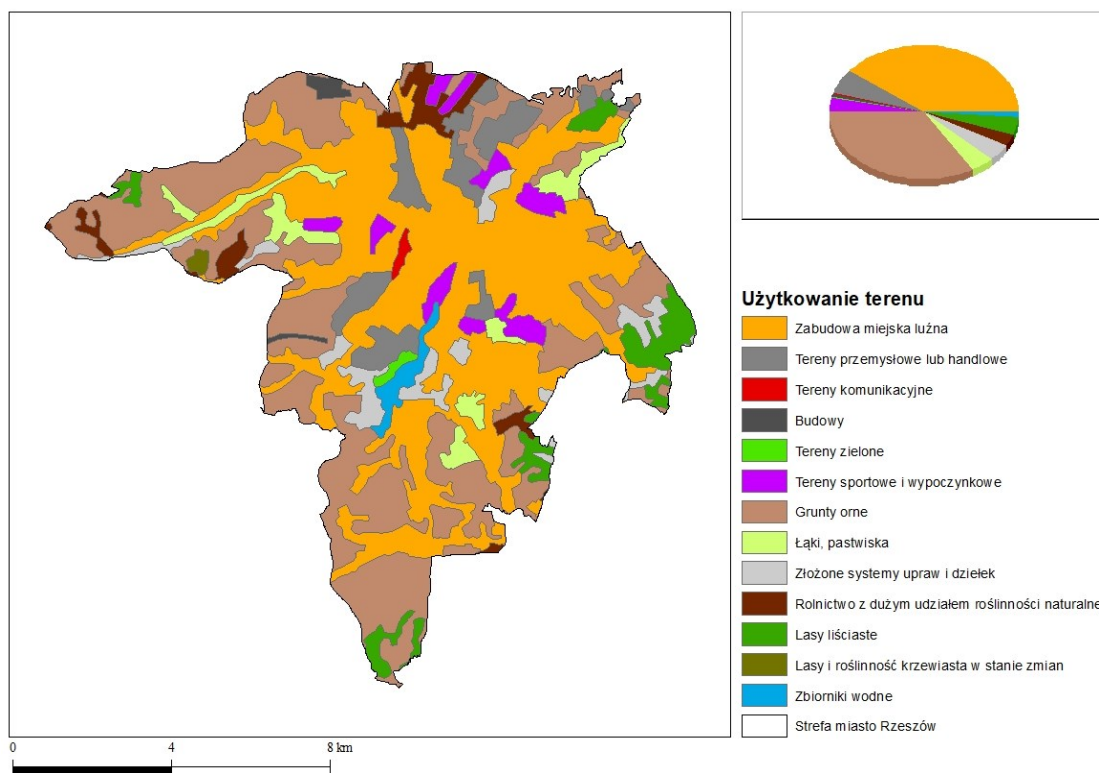 Użytkowanie terenu
Zabudowa miejska luźna
Tereny przemysłowe lub handlowe
Tereny komunikacyjne
Budowy
Tereny zielone
Tereny sportowe i wypoczynkowe
Grunty orne
Łąki, pastwiska
Złożone systemy upraw i dziełek
Rolnictwo z dużym udziałem roślinności naturalne
Lasy liściaste
Lasy i roślinność krzewiasta w stanie zmian
Zbiorniki wodne
Strefa miasto Rzeszów
0 4 8 km